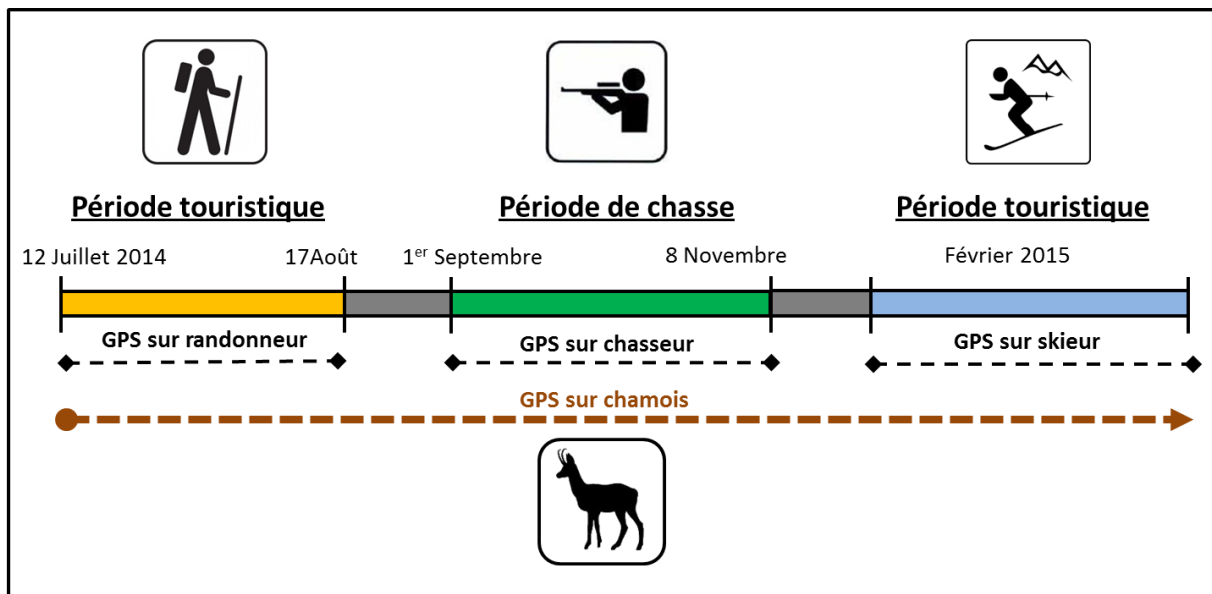 Période touristique
Période de chasse
Période touristique
12 Juillet 2014
17Août
1er Septembre
8 Novembre
Février 2015
GPS sur randonneur
GPS sur chasseur
GPS sur skieur
GPS sur chamois